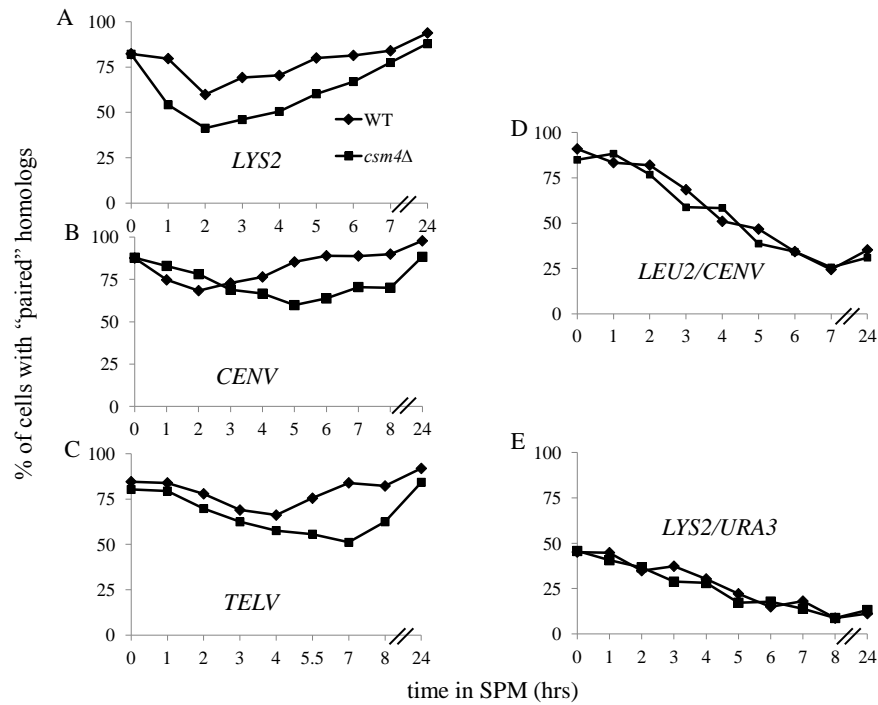 % of cells with “paired” homologs
A
100
75
50
25
0
WT
csm4Δ
LYS2
0 1 2 3 4 5 6 7 24
B
100
75
50
25
0
CENV
0 1 2 3 4 5 6 7 8 24
C
100
75
50
25
0
TELV
0 1 2 3 4 5.5 7 8 24
D
100
75
50
25
0
LEU2/CENV
0 1 2 3 4 5 6 7 24
E
100
75
50
25
0
LYS2/URA3
0 1 2 3 4 5 6 7 8 24
time in SPM (hrs)